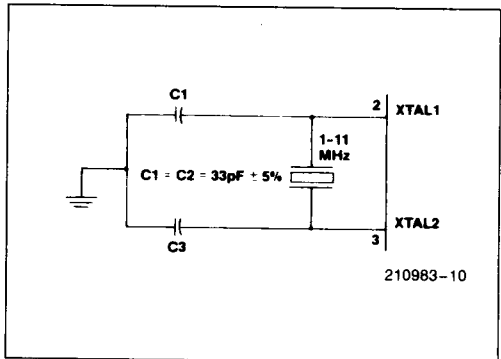 C1
2 XTAL1
1-11
MHz
C1 = C2 = 33pF ± 5%
XTAL2
3
C3
210983-10